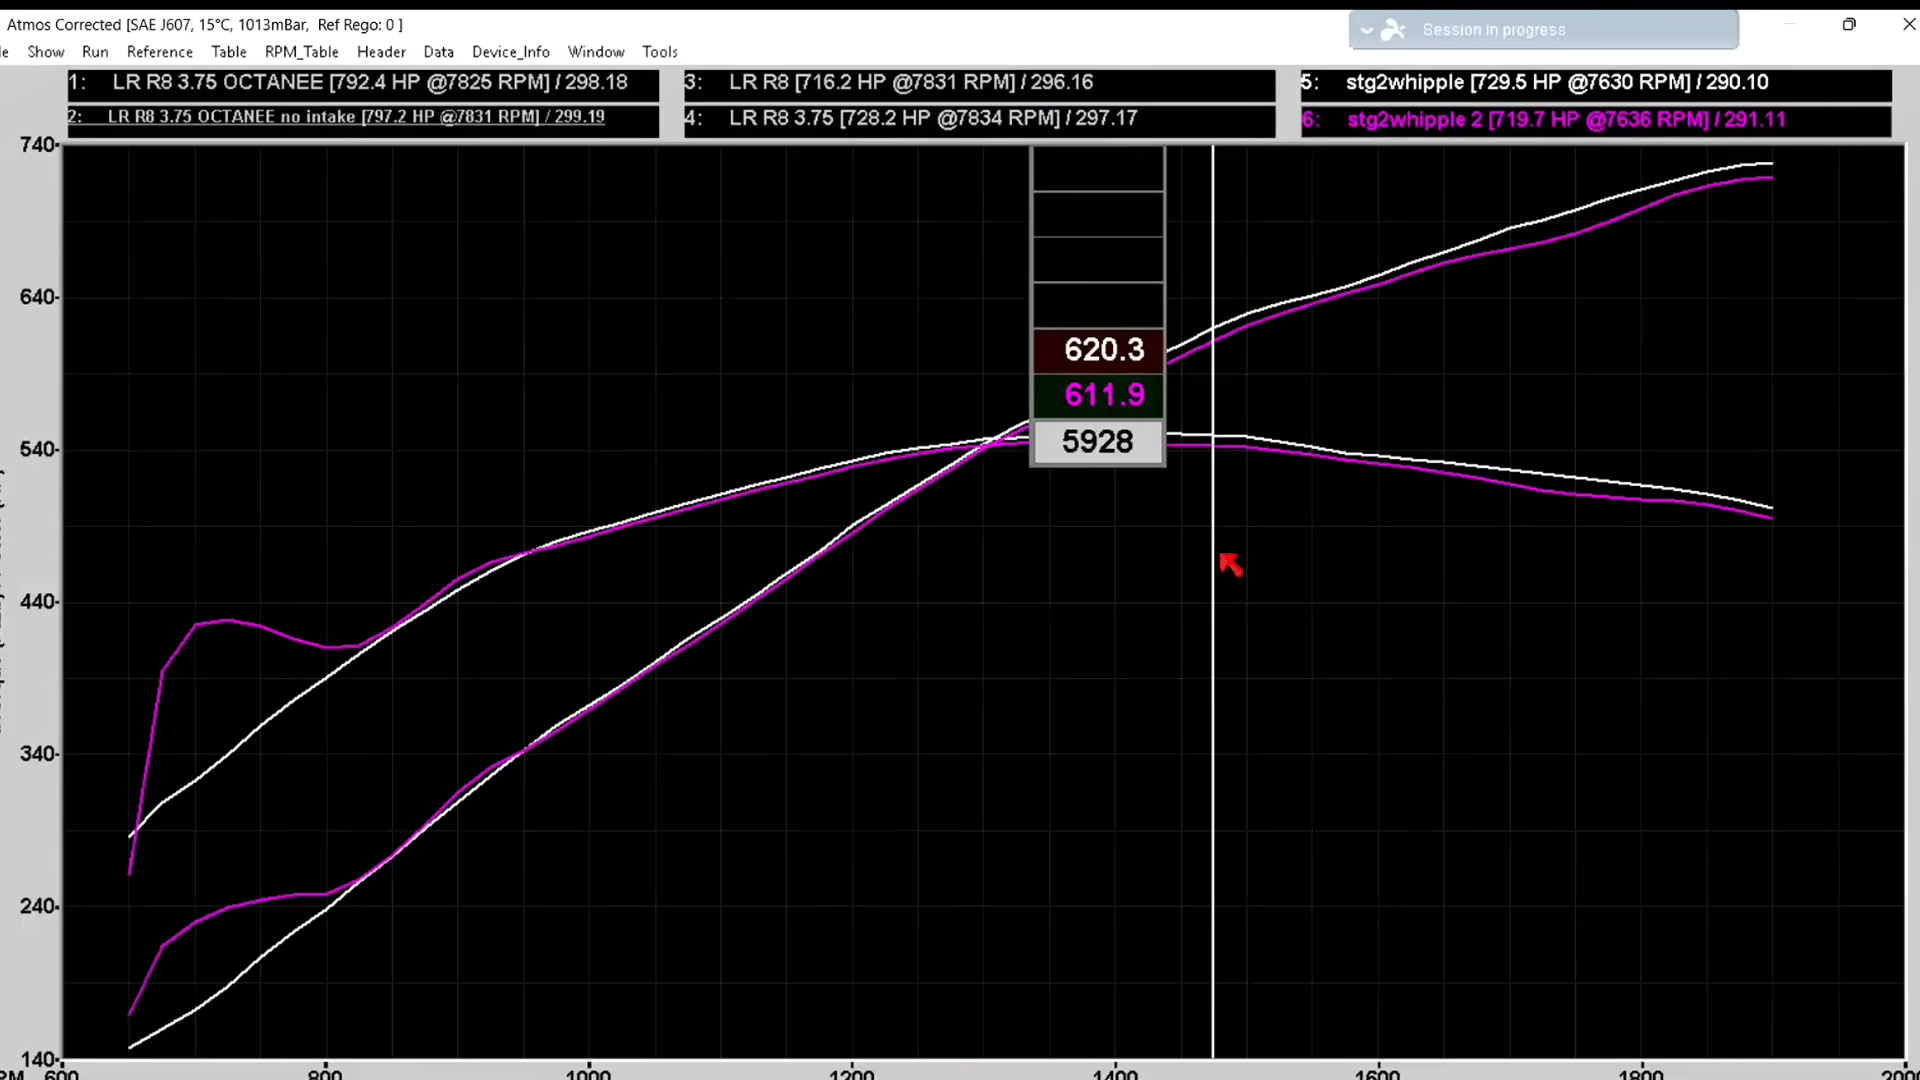 Atmos Corrected [SAE J607, 15°C, 1013mBar, Ref Rego: 0 ]
Session in progress
Show Run Reference Table RPM_Table Header Data Device_Info Window Tools
1: LR R8 3.75 OCTANEE [792.4 HP @7825 RPM] / 298.18
3: LR R8 [716.2 HP @7831 RPM] / 296.16
5: stg2whipple [729.5 HP @7630 RPM] / 290.10
2: LR R8 3.75 OCTANEE no intake [797.2 HP @7831 RPM] / 299.19
4: LR R8 3.75 [728.2 HP @7834 RPM] / 297.17
6: stg2whipple 2 [719.7 HP @7636 RPM] / 291.11
740
640
620.3
611.9
540
5928
440
340
240
140
600 800 1000 1200 1400 1600 1800 2000